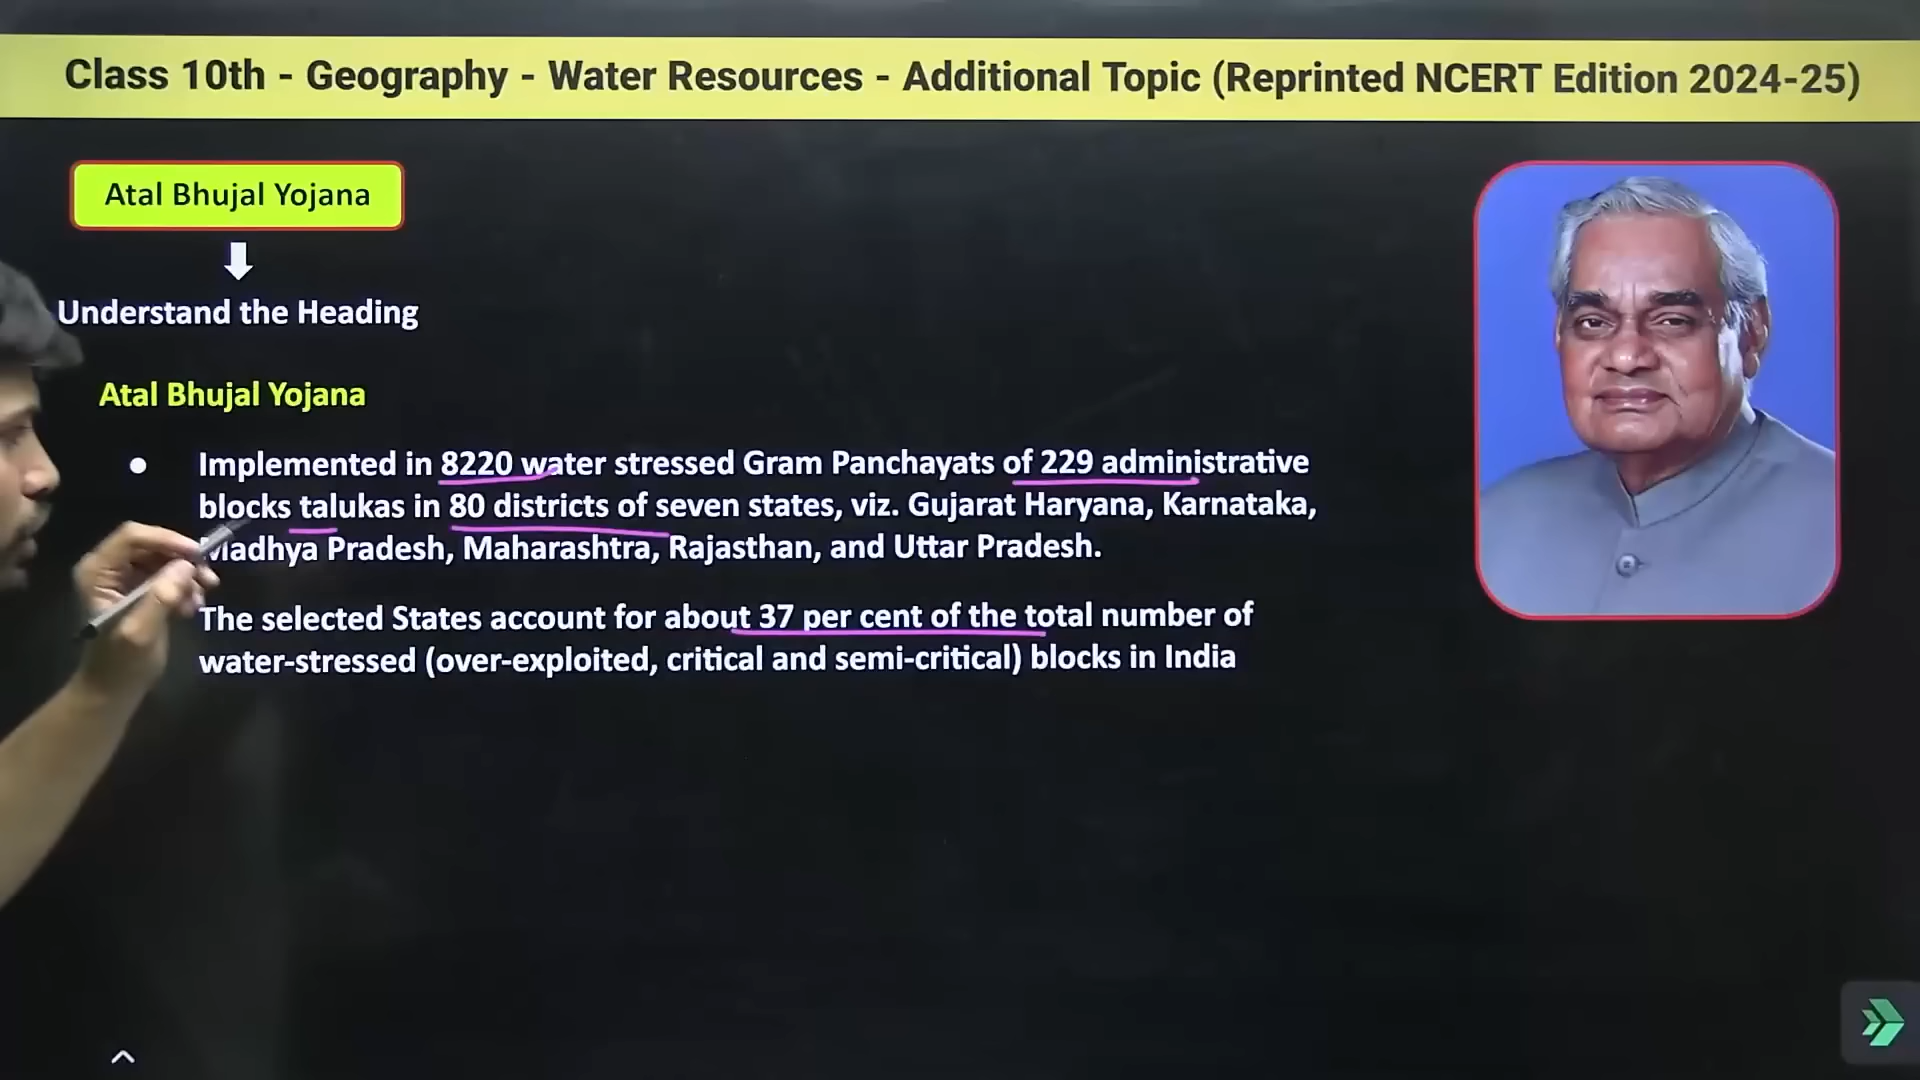 Class 10th - Geography - Water Resources - Additional Topic (Reprinted NCERT Edition 2024-25)
Atal Bhujal Yojana
Understand the Heading
Atal Bhujal Yojana
Implemented in 8220 water stressed Gram Panchayats of 229 administrative
blocks talukas in 80 districts of seven states, viz. Gujarat Haryana, Karnataka,
Madhya Pradesh, Maharashtra, Rajasthan, and Uttar Pradesh.
The selected States account for about 37 per cent of the total number of
water-stressed (over-exploited, critical and semi-critical) blocks in India